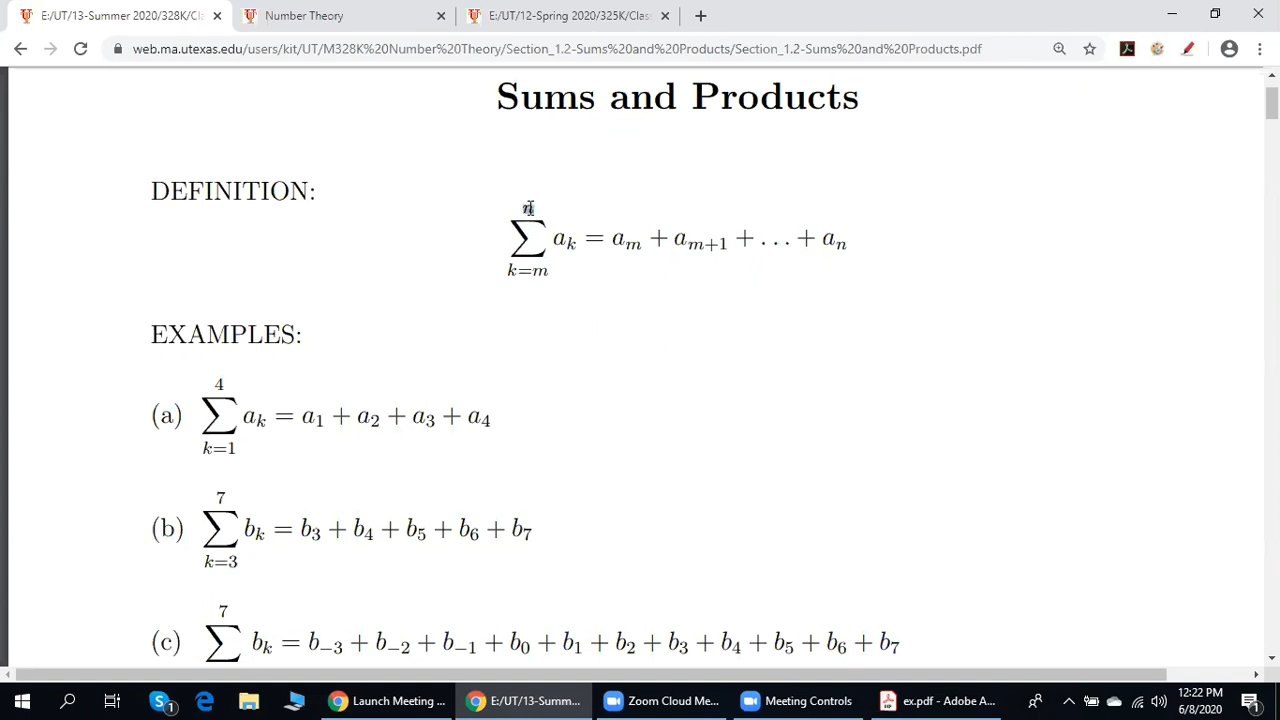 E:/UT/13-Summer 2020/328K/Cla
Number Theory
E:/UT/12-Spring 2020/325K/Class
web.ma.utexas.edu/users/kit/UT/M328K%20Number%20Theory/Section_1.2-Sums%20and%20Products/Section_1.2-Sums%20and%20Products.pdf
Sums and Products
DEFINITION:
∑_{k=m}^{n} a_k = a_m + a_{m+1} + … + a_n
EXAMPLES:
(a) ∑_{k=1}^{4} a_k = a_1 + a_2 + a_3 + a_4
(b) ∑_{k=3}^{7} b_k = b_3 + b_4 + b_5 + b_6 + b_7
(c) ∑^{7} b_k = b_{−3} + b_{−2} + b_{−1} + b_0 + b_1 + b_2 + b_3 + b_4 + b_5 + b_6 + b_7
1 Launch Meeting ... E:/UT/13-Summ... Zoom Cloud Me... Meeting Controls ex.pdf - Adobe A... 12:22 PM
6/8/2020 1